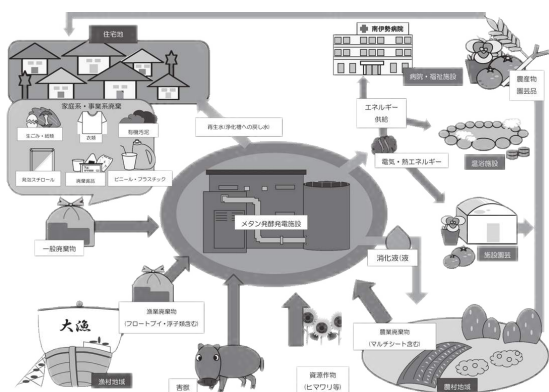 住宅地
南伊勢病院
病院・福祉施設
農産物
園芸品
家庭系・事業系廃棄
生ごみ・紙類
衣類
有機汚泥
発泡スチロール
廃棄食品
ビニール・プラスチック
再生水(浄化槽への戻し水)
エネルギー
供給
電気・熱エネルギー
温浴施設
メタン発酵発電施設
施設園芸
消化液(液
一般廃棄物
漁業廃棄物
(フロートブイ・浮子類含む)
農業廃棄物
(マルチシート含む)
大漁
漁村地域
害獣
資源作物
(ヒマワリ等)
農村地域